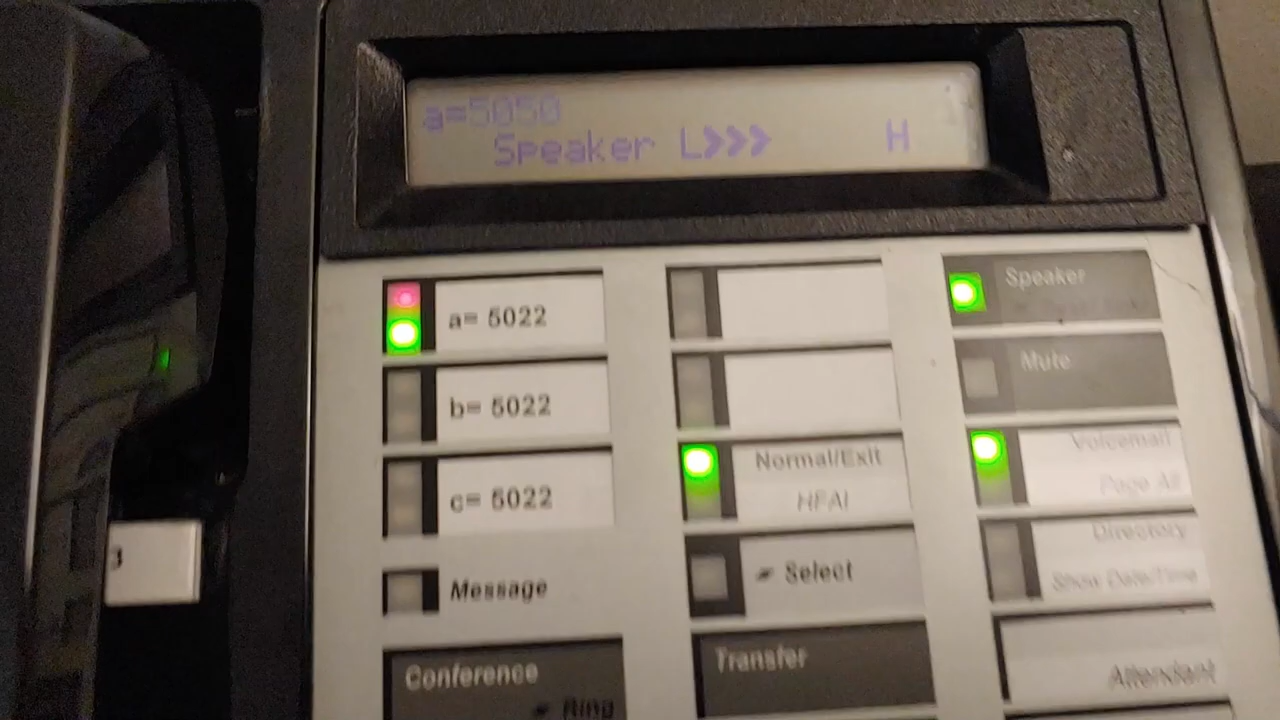 a=5050
Speaker L>>> H
a= 5022
b= 5022
c= 5022
Message
Conference
Ring
Normal/Exit
HFAI
Select
Transfer
Speaker
Mute
Voicemail
Page All
Directory
Show Date/Time
Attendant